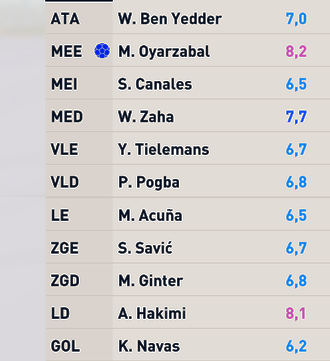 ATA W. Ben Yedder 7,0
MEE M. Oyarzabal 8,2
MEI S. Canales 6,5
MED W. Zaha 7,7
VLE Y. Tielemans 6,7
VLD P. Pogba 6,8
LE M. Acuña 6,5
ZGE S. Savić 6,7
ZGD M. Ginter 6,8
LD A. Hakimi 8,1
GOL K. Navas 6,2